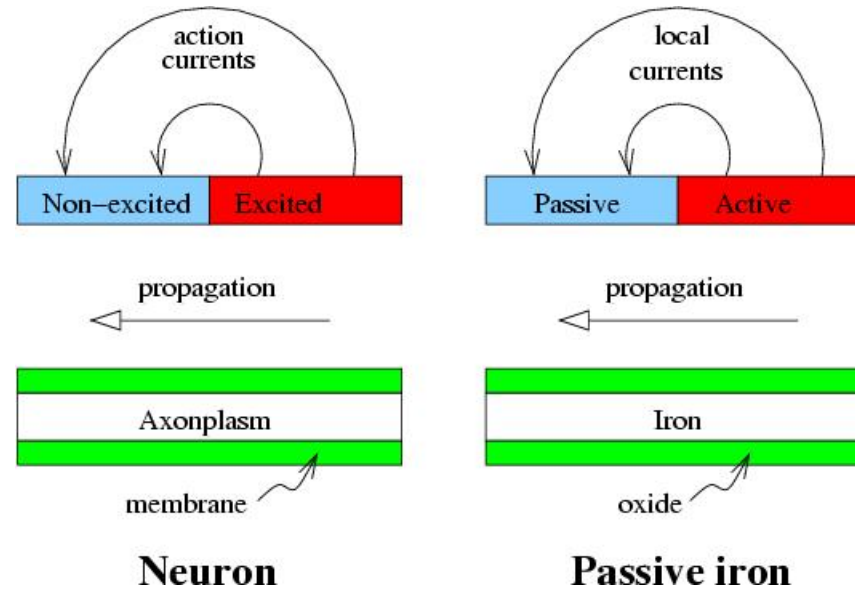 action
currents
Non-excited
Excited
propagation
Axonplasm
membrane
Neuron
local
currents
Passive
Active
propagation
Iron
oxide
Passive iron